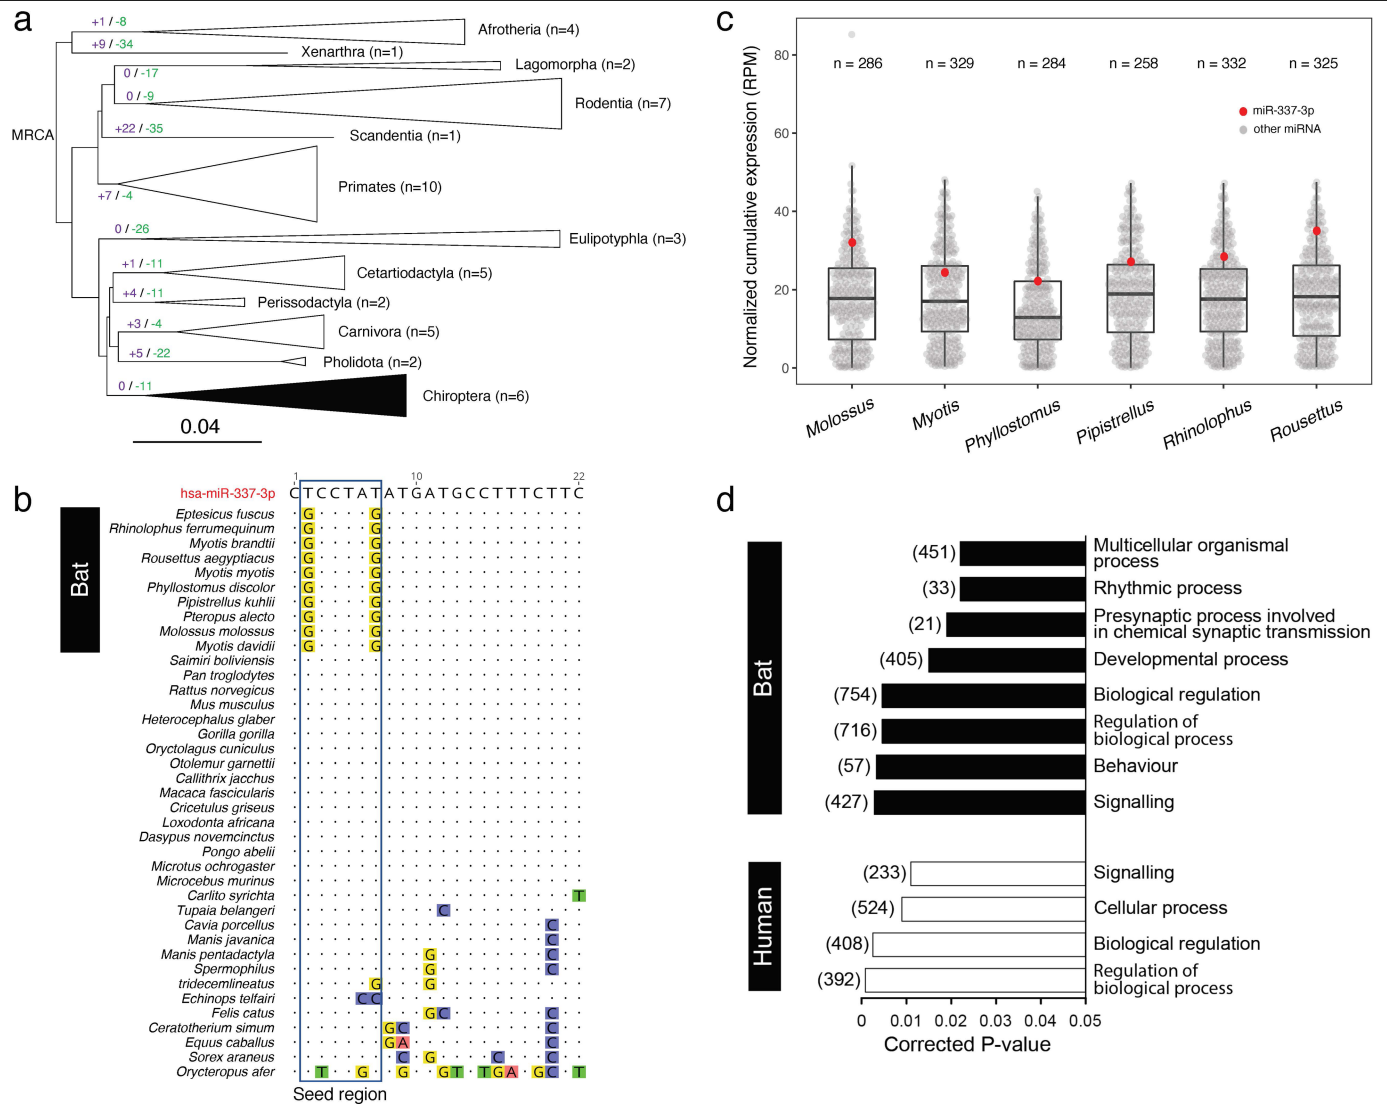 a
+1 / -8
Afrotheria (n=4)
+9 / -34
Xenarthra (n=1)
0 / -17
Lagomorpha (n=2)
0 / -9
Rodentia (n=7)
+22 / -35
Scandentia (n=1)
MRCA
Primates (n=10)
+7 / -4
0 / -26
Eulipotyphla (n=3)
+1 / -11
Cetartiodactyla (n=5)
+4 / -11
Perissodactyla (n=2)
+3 / -4
Carnivora (n=5)
+5 / -22
Pholidota (n=2)
0 / -11
Chiroptera (n=6)
0.04
b
1 10 22
hsa-miR-337-3p C T C C T A T A T G A T G C C T T T C T T C
Bat
Eptesicus fuscus G G
Rhinolophus ferrumequinum G G
Myotis brandtii G G
Rousettus aegyptiacus G G
Myotis myotis G G
Phyllostomus discolor G G
Pipistrellus kuhlii G G
Pteropus alecto G G
Molossus molossus G G
Myotis davidii G G
Saimiri boliviensis
Pan troglodytes
Rattus norvegicus
Mus musculus
Heterocephalus glaber
Gorilla gorilla
Oryctolagus cuniculus
Otolemur garnettii
Callithrix jacchus
Macaca fascicularis
Cricetulus griseus
Loxodonta africana
Dasypus novemcinctus
Pongo abelii
Microtus ochrogaster
Microcebus murinus
Carlito syrichta T
Tupaia belangeri C
Cavia porcellus C
Manis javanica C
Manis pentadactyla G C
Spermophilus G C
tridecemlineatus G G
Echinops telfairi C C
Felis catus G C C
Ceratotherium simum G C C
Equus caballus G A C
Sorex araneus C G C C
Orycteropus afer T G G G T T G A G C T
Seed region
c
Normalized cumulative expression (RPM)
80
60
40
20
0
n = 286 n = 329 n = 284 n = 258 n = 332 n = 325
miR-337-3p
other miRNA
Molossus Myotis Phyllostomus Pipistrellus Rhinolophus Rousettus
d
Bat
(451) Multicellular organismal
process
(33) Rhythmic process
(21) Presynaptic process involved
in chemical synaptic transmission
(405) Developmental process
(754) Biological regulation
(716) Regulation of
biological process
(57) Behaviour
(427) Signalling
Human
(233) Signalling
(524) Cellular process
(408) Biological regulation
(392) Regulation of
biological process
0 0.01 0.02 0.03 0.04 0.05
Corrected P-value